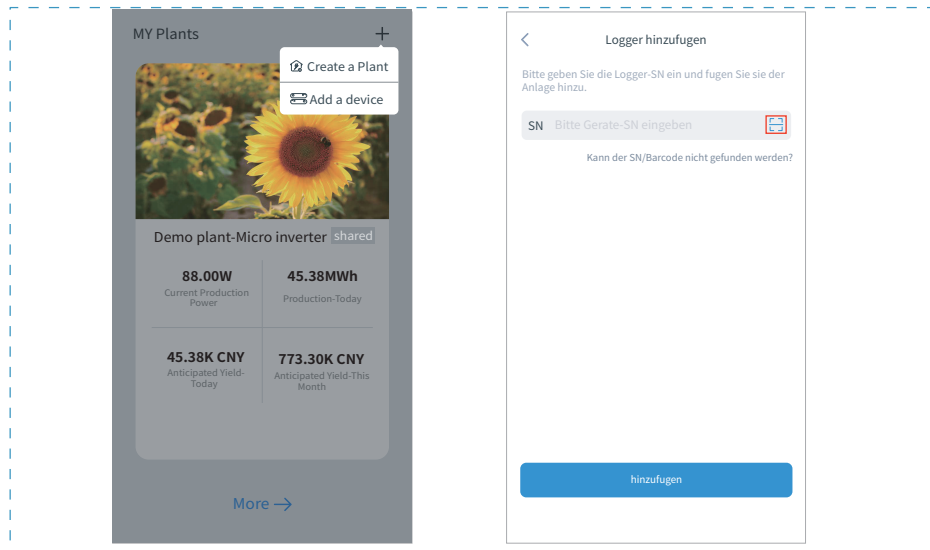 MY Plants
Create a Plant
Add a device
Demo plant-Micro inverter shared
88.00W
Current Production
Power
45.38MWh
Production-Today
45.38K CNY
Anticipated Yield-
Today
773.30K CNY
Anticipated Yield-This
Month
More
Logger hinzufugen
Bitte geben Sie die Logger-SN ein und fugen Sie sie der
Anlage hinzu.
SN Bitte Gerate-SN eingeben
Kann der SN/Barcode nicht gefunden werden?
hinzufugen